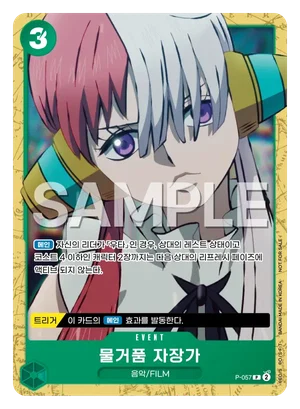 3
SAMPLE
메인 자신의 리더가 「우타」인 경우, 상대의 레스트 상태이고
코스트 4 이하인 캐릭터 2장까지는 다음 상대의 리프레시 페이즈에
액티브 되지 않는다.
트리거 이 카드의 메인 효과를 발동한다.
EVENT
물거품 자장가
음악/FILM
P-057 P 2